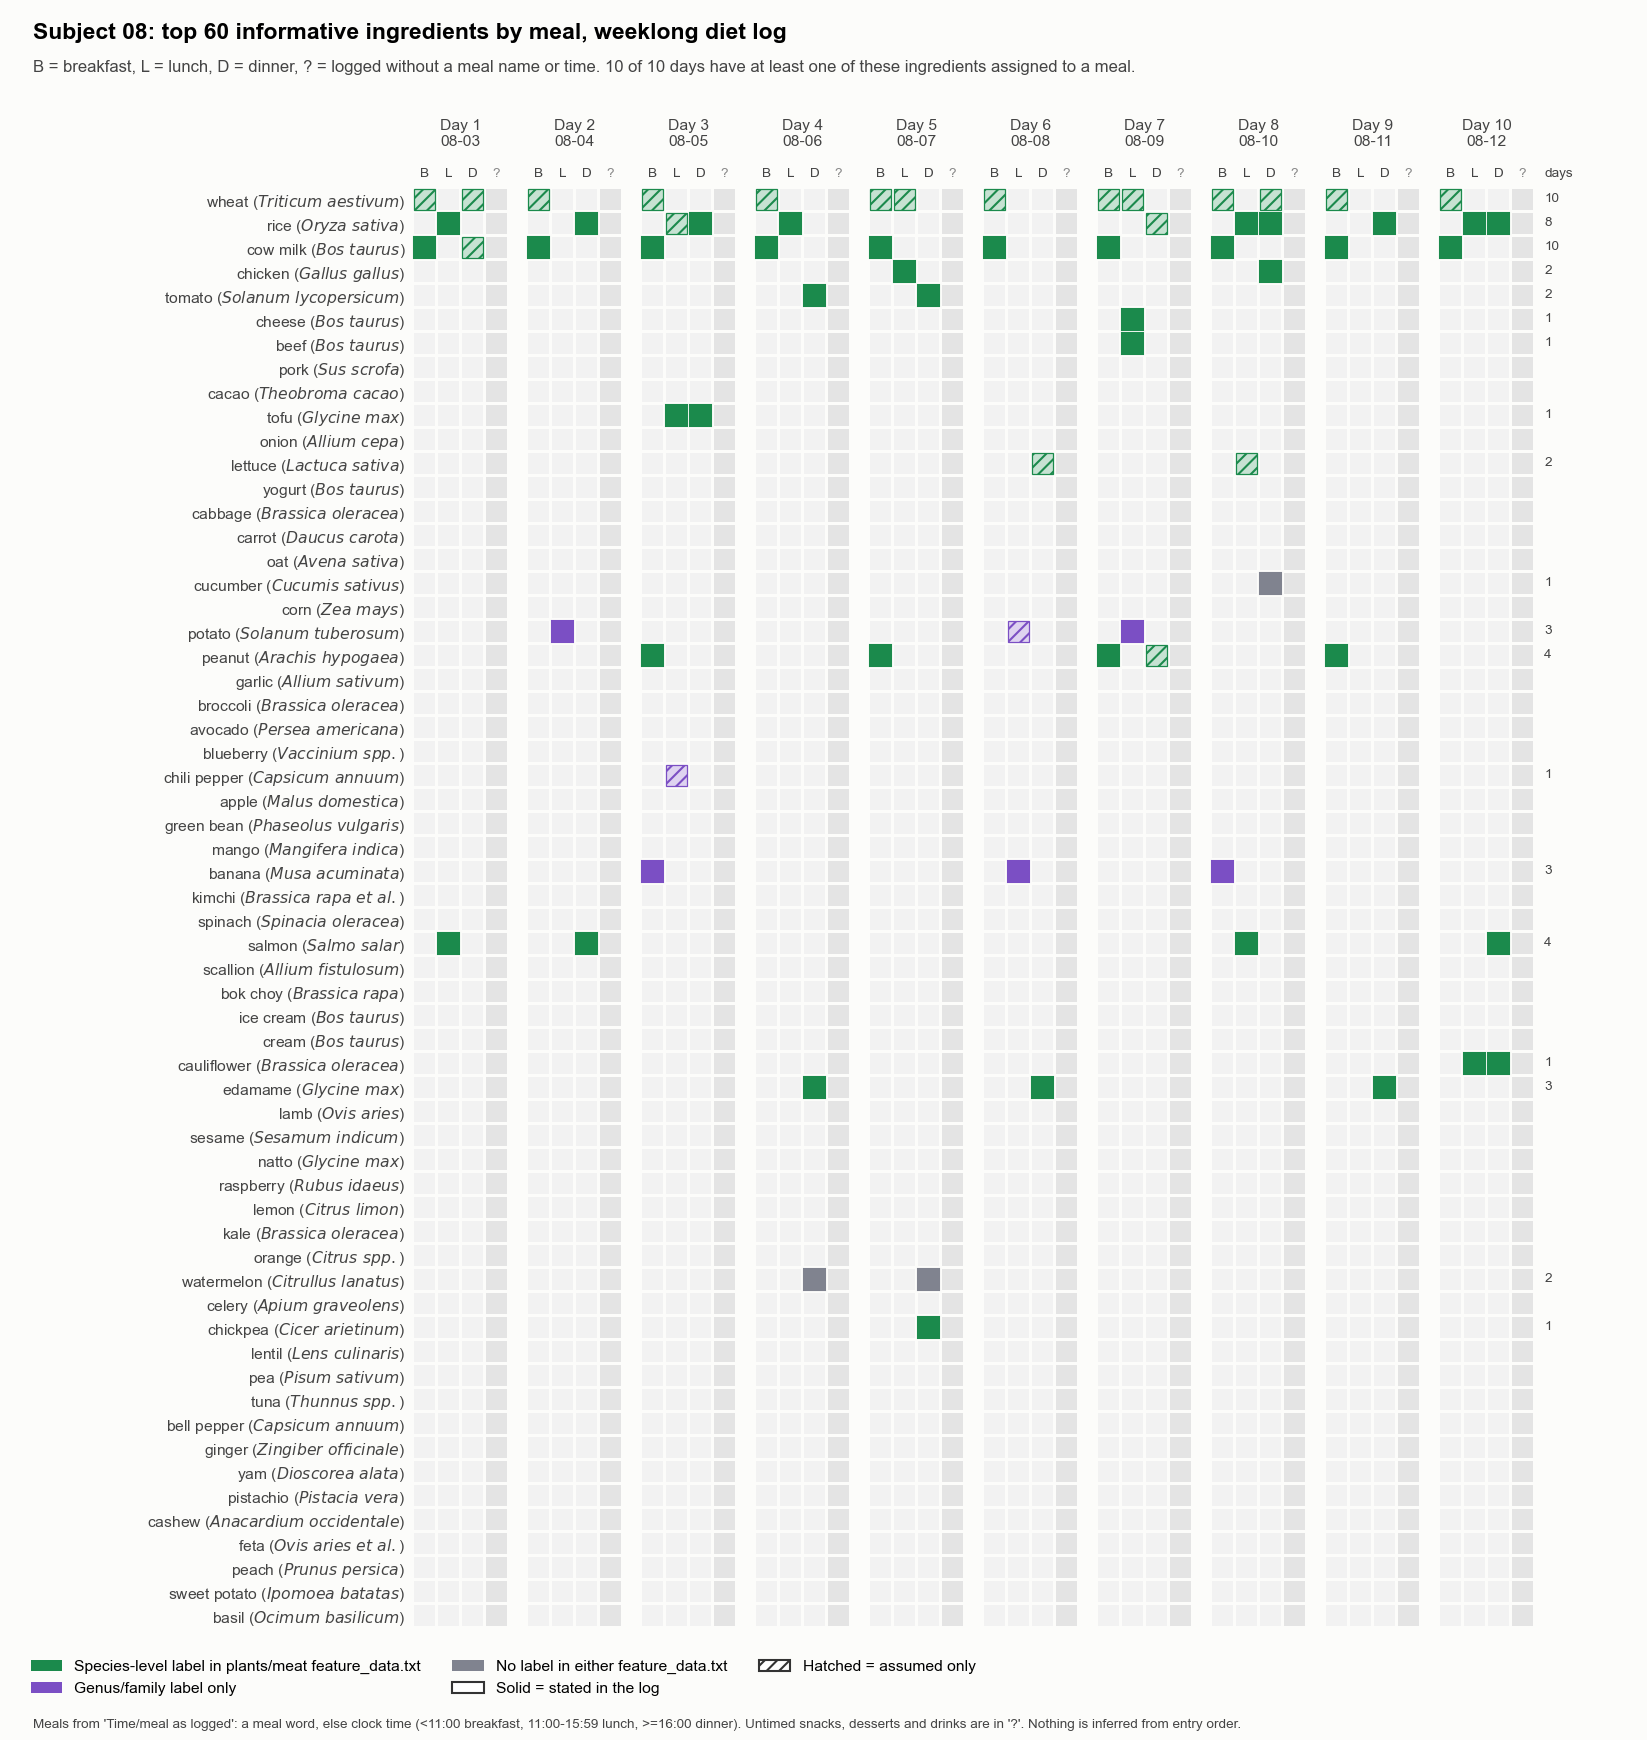 Subject 08: top 60 informative ingredients by meal, weeklong diet log
B = breakfast, L = lunch, D = dinner, ? = logged without a meal name or time. 10 of 10 days have at least one of these ingredients assigned to a meal.
Day 1 Day 2 Day 3 Day 4 Day 5 Day 6 Day 7 Day 8 Day 9 Day 10
08-03 08-04 08-05 08-06 08-07 08-08 08-09 08-10 08-11 08-12
B L D ? B L D ? B L D ? B L D ? B L D ? B L D ? B L D ? B L D ? B L D ? B L D ? days
wheat (Triticum aestivum) 10
rice (Oryza sativa) 8
cow milk (Bos taurus) 10
chicken (Gallus gallus) 2
tomato (Solanum lycopersicum) 2
cheese (Bos taurus) 1
beef (Bos taurus) 1
pork (Sus scrofa)
cacao (Theobroma cacao)
tofu (Glycine max) 1
onion (Allium cepa)
lettuce (Lactuca sativa) 2
yogurt (Bos taurus)
cabbage (Brassica oleracea)
carrot (Daucus carota)
oat (Avena sativa)
cucumber (Cucumis sativus) 1
corn (Zea mays)
potato (Solanum tuberosum) 3
peanut (Arachis hypogaea) 4
garlic (Allium sativum)
broccoli (Brassica oleracea)
avocado (Persea americana)
blueberry (Vaccinium spp. )
chili pepper (Capsicum annuum) 1
apple (Malus domestica)
green bean (Phaseolus vulgaris)
mango (Mangifera indica)
banana (Musa acuminata) 3
kimchi (Brassica rapa et al. )
spinach (Spinacia oleracea)
salmon (Salmo salar) 4
scallion (Allium fistulosum)
bok choy (Brassica rapa)
ice cream (Bos taurus)
cream (Bos taurus)
cauliflower (Brassica oleracea) 1
edamame (Glycine max) 3
lamb (Ovis aries)
sesame (Sesamum indicum)
natto (Glycine max)
raspberry (Rubus idaeus)
lemon (Citrus limon)
kale (Brassica oleracea)
orange (Citrus spp. )
watermelon (Citrullus lanatus) 2
celery (Apium graveolens)
chickpea (Cicer arietinum) 1
lentil (Lens culinaris)
pea (Pisum sativum)
tuna (Thunnus spp. )
bell pepper (Capsicum annuum)
ginger (Zingiber officinale)
yam (Dioscorea alata)
pistachio (Pistacia vera)
cashew (Anacardium occidentale)
feta (Ovis aries et al. )
peach (Prunus persica)
sweet potato (Ipomoea batatas)
basil (Ocimum basilicum)
Species-level label in plants/meat feature_data.txt No label in either feature_data.txt Hatched = assumed only
Genus/family label only Solid = stated in the log
Meals from 'Time/meal as logged': a meal word, else clock time (<11:00 breakfast, 11:00-15:59 lunch, >=16:00 dinner). Untimed snacks, desserts and drinks are in '?'. Nothing is inferred from entry order.